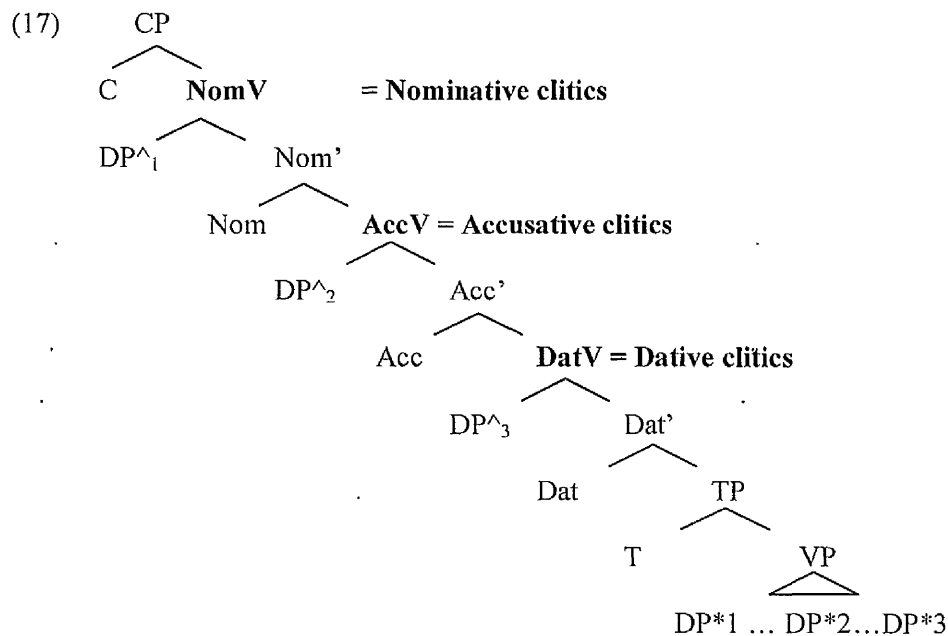 (17) CP
C NomV = Nominative clitics
DP^1 Nom'
Nom AccV = Accusative clitics
DP^2 Acc'
Acc DatV = Dative clitics
DP^3 Dat'
Dat TP
T VP
DP*1 ... DP*2...DP*3